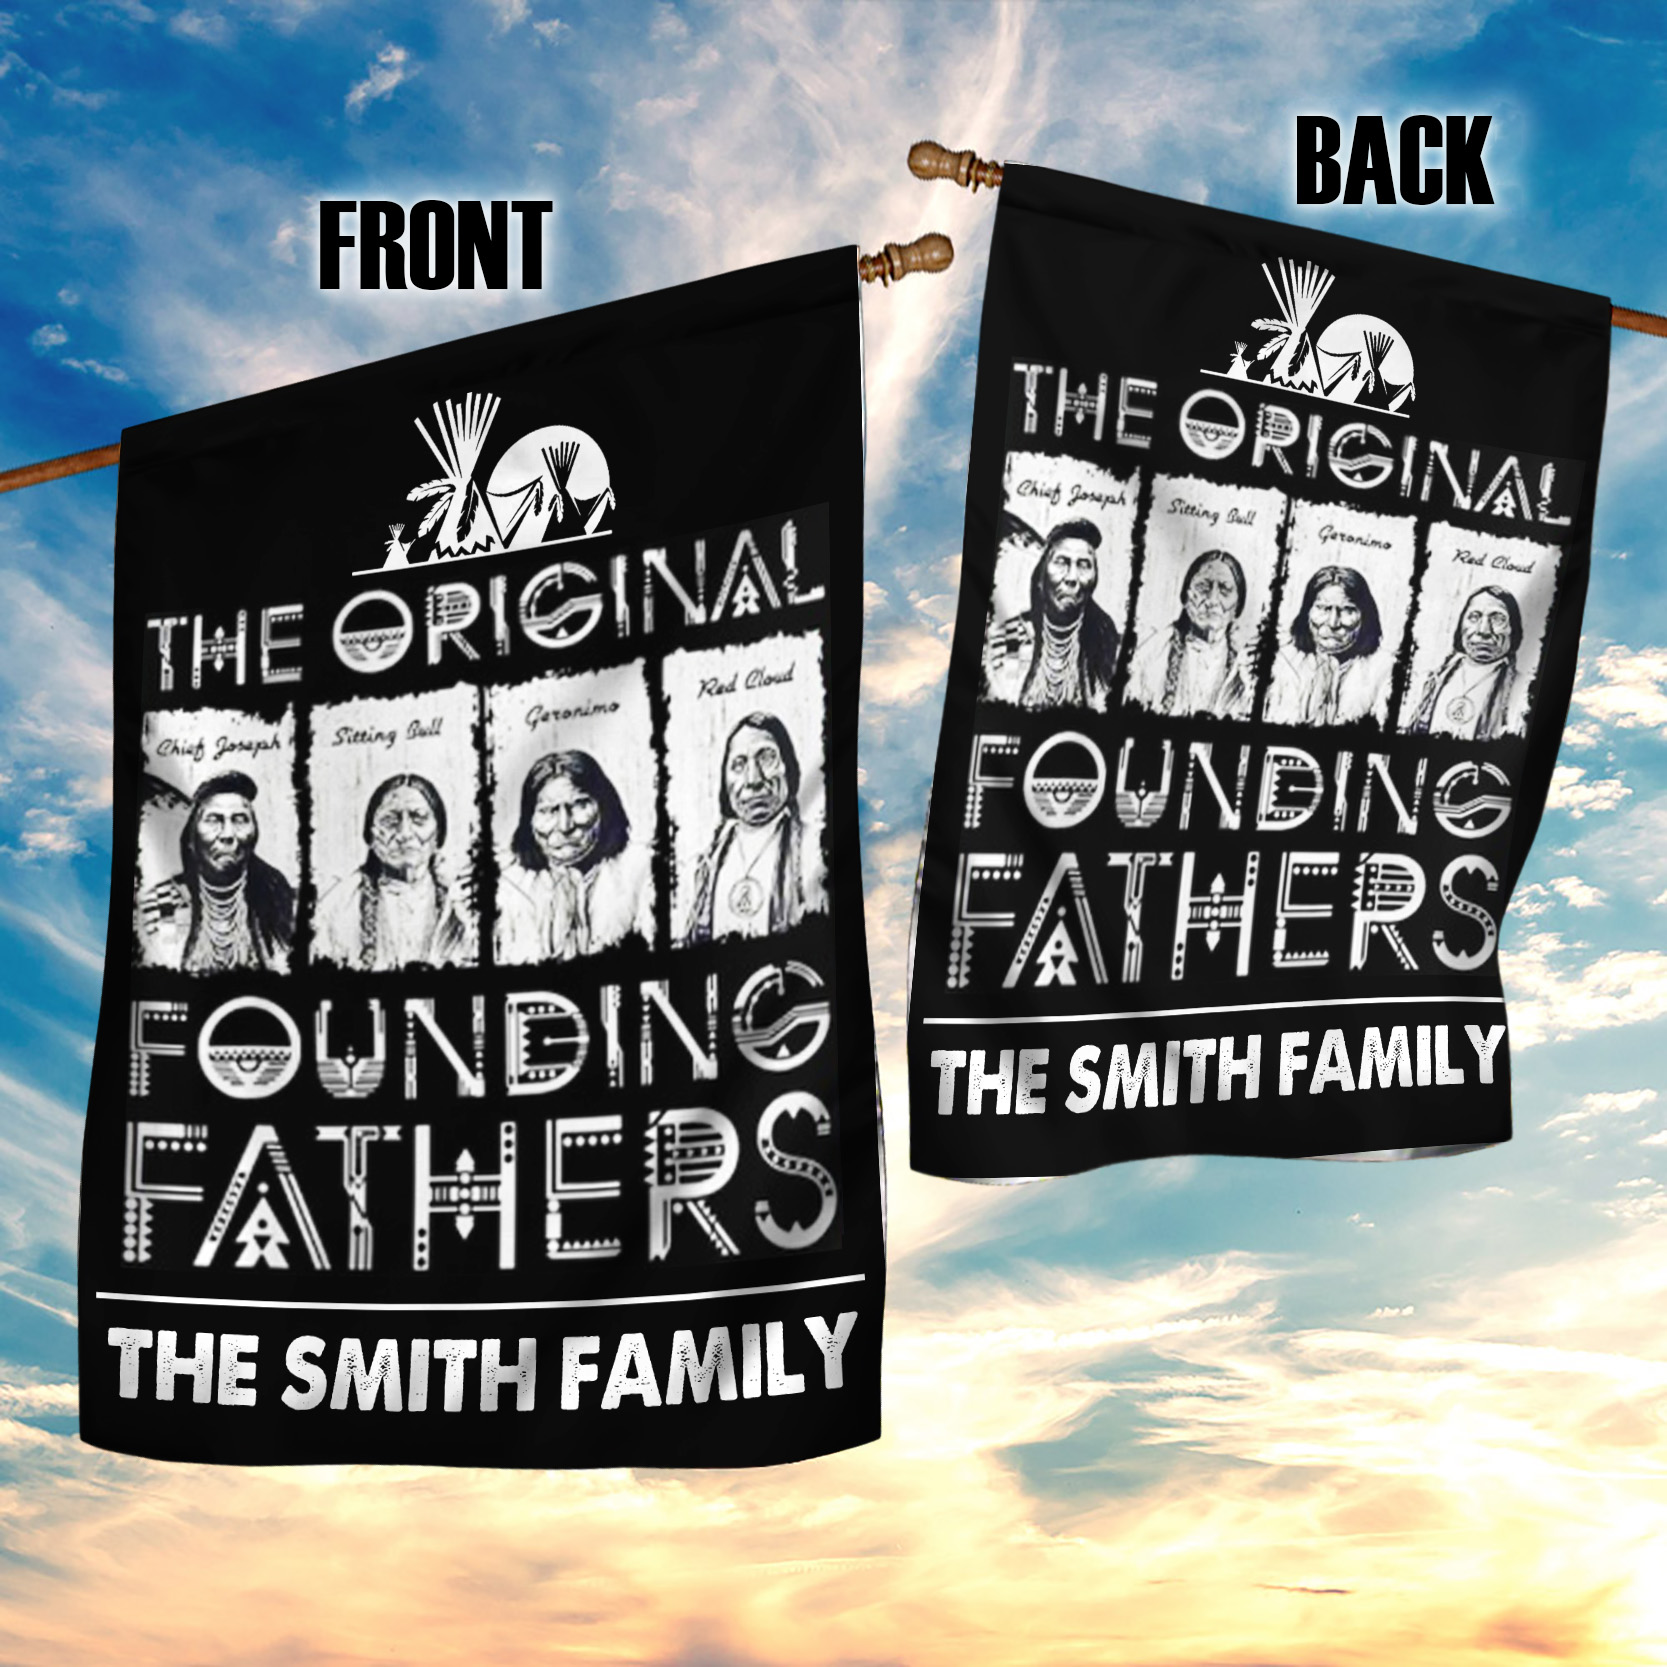 FRONT
THE ORIGINAL
Chief Joseph
Sitting Bull
Geronimo
Red Cloud
FOUNDING
FATHERS
THE SMITH FAMILY
BACK
THE ORIGINAL
Chief Joseph
Sitting Bull
Geronimo
Red Cloud
FOUNDING
FATHERS
THE SMITH FAMILY